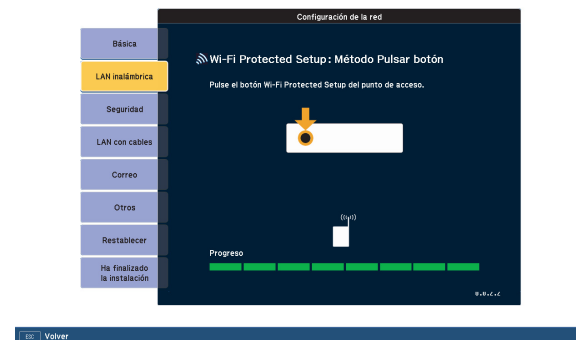 Configuración de la red
Básica
LAN inalámbrica
Seguridad
LAN con cables
Correo
Otros
Restablecer
Ha finalizado
la instalación
Wi-Fi Protected Setup: Método Pulsar botón
Pulse el botón Wi-Fi Protected Setup del punto de acceso.
Progreso
ESC Volver